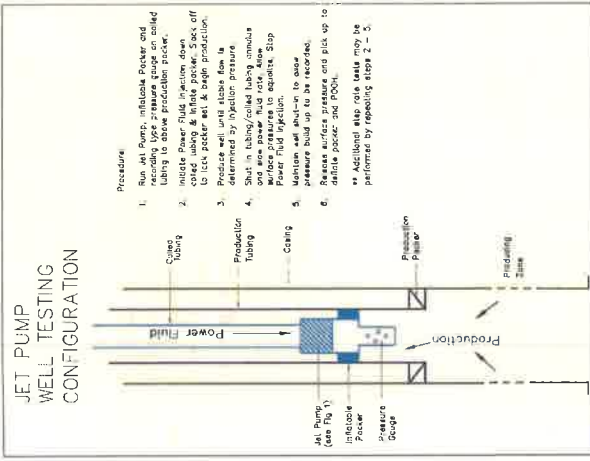 JET PUMP
WELL TESTING
CONFIGURATION
Procedure:
1. Run Jet Pump, Inflatable Packer and
recording type pressure gauge on coiled
tubing to above production packer.
2. Initiate Power Fluid injection down
coiled tubing & inflate packer. Slack off
to lock packer set & begin production.
3. Produce well until stable flow is
determined by injection pressure.
4. Shut in tubing/coiled tubing annulus
and slow power fluid rate. Allow
surface pressures to equalize. Stop
Power Fluid injection.
5. Maintain well shut-in to allow
pressure build up to be recorded.
6. Release surface pressure and pick up to
deflate packer and POOH.
** Additional step rate tests may be
performed by repeating steps 2 - 5.
Coiled
Tubing
Production
Tubing
Casing
Production
Packer
Producing
Zone
Power Fluid
Production
Jet Pump
(see Fig 1)
Inflatable
Packer
Pressure
Gauge